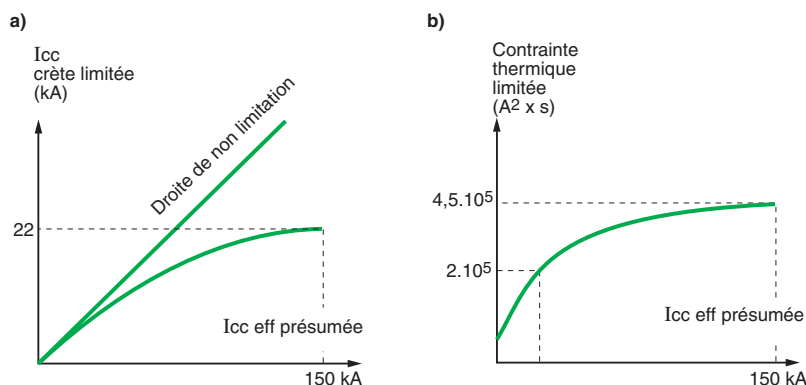 a)
Icc
crète limitée
(kA)
Droite de non limitation
22
Icc eff présumée
150 kA
b)
Contrainte
thermique
limitée
(A² x s)
4,5.10⁵
2.10⁵
Icc eff présumée
150 kA